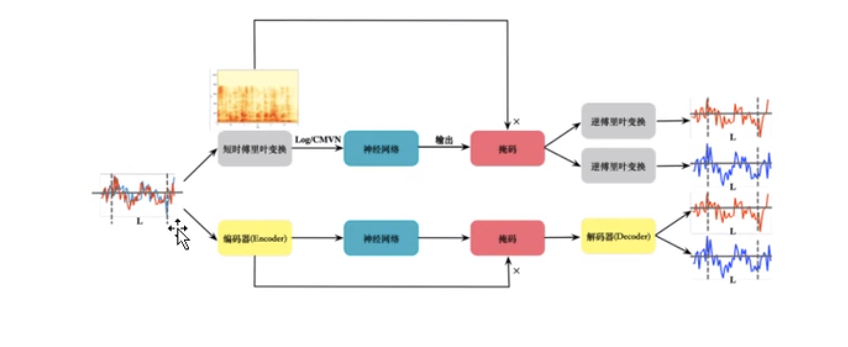 ×
短时傅里叶变换
Log/CMVN
神经网络
输出
掩码
逆傅里叶变换
逆傅里叶变换
L
L
L
编码器(Encoder)
神经网络
掩码
×
解码器(Decoder)
L
L